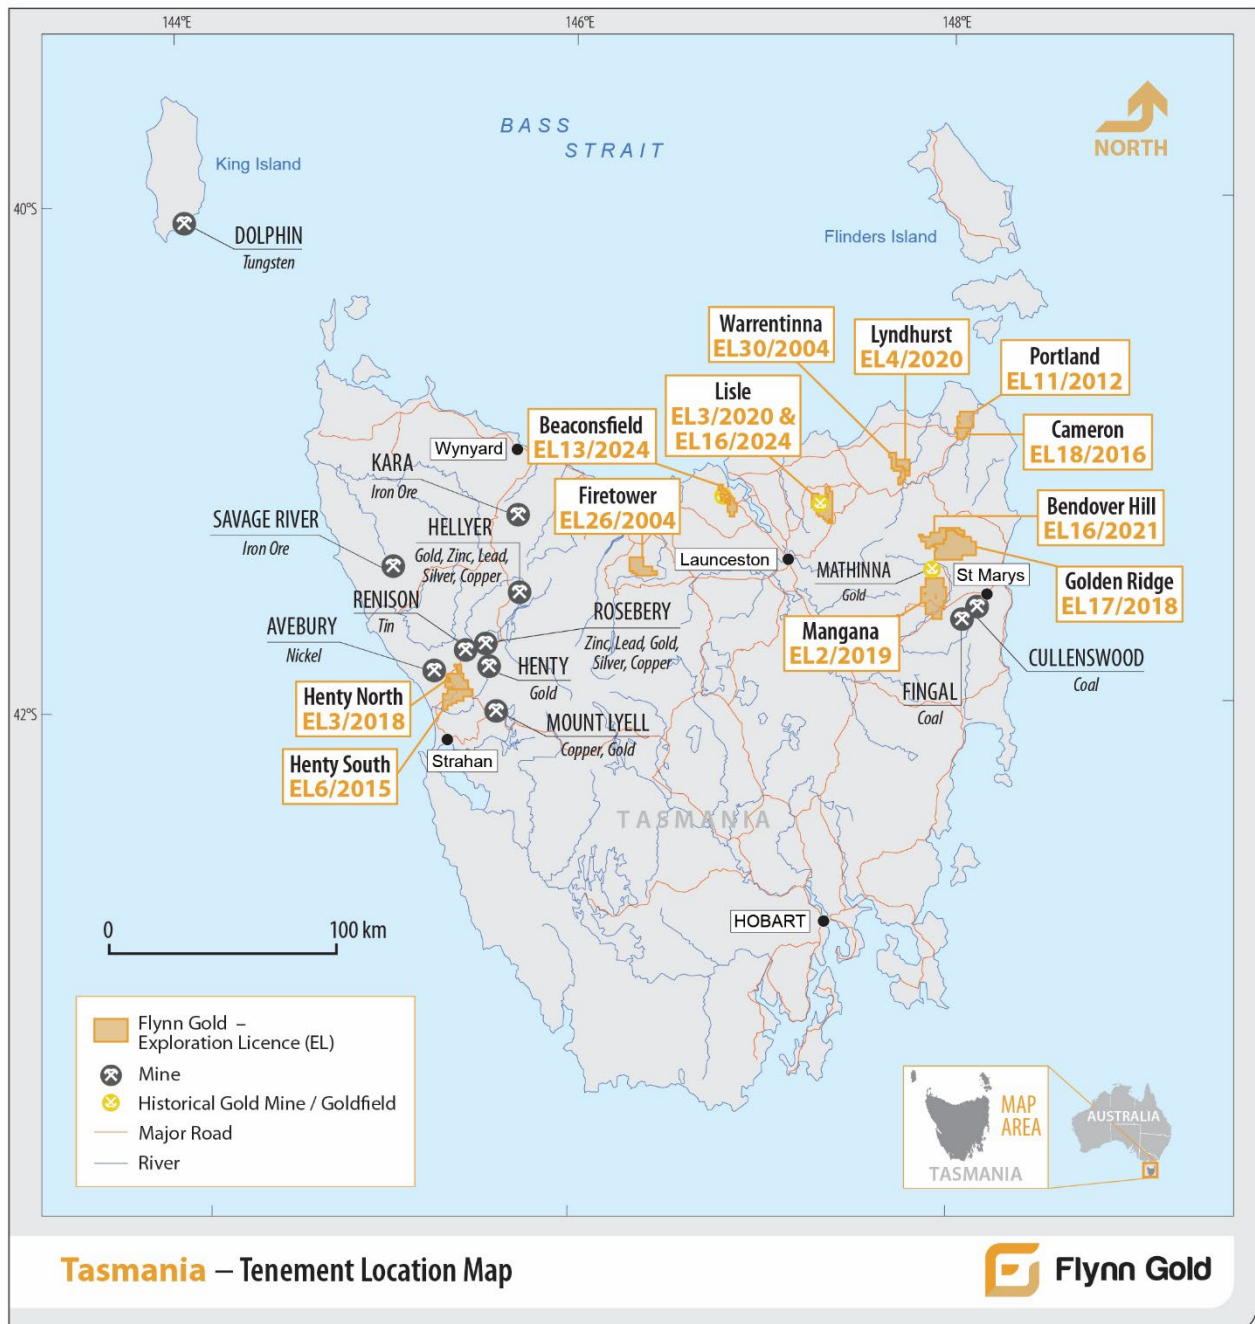 144°E
146°E
148°E
BASS
STRAIT
NORTH
King Island
40°S
DOLPHIN
Tungsten
Flinders Island
Warrentinna
EL30/2004
Lyndhurst
EL4/2020
Portland
EL11/2012
Lisle
EL3/2020 &
EL16/2024
Beaconsfield
EL13/2024
Cameron
EL18/2016
Wynyard
KARA
Iron Ore
Firetower
EL26/2004
Bendover Hill
EL16/2021
SAVAGE RIVER
Iron Ore
HELLYER
Gold, Zinc, Lead,
Silver, Copper
Launceston
MATHINNA
Gold
St Marys
Golden Ridge
EL17/2018
RENISON
Tin
ROSEBERY
Zinc, Lead, Gold,
Silver, Copper
AVEBURY
Nickel
Mangana
EL2/2019
CULLENSWOOD
Coal
HENTY
Gold
FINGAL
Coal
Henty North
EL3/2018
42°S
MOUNT LYELL
Copper, Gold
Strahan
Henty South
EL6/2015
TASMANIA
HOBART
0
100 km
Flynn Gold –
Exploration Licence (EL)
Mine
Historical Gold Mine / Goldfield
Major Road
River
MAP
AREA
TASMANIA
AUSTRALIA
Tasmania – Tenement Location Map
Flynn Gold